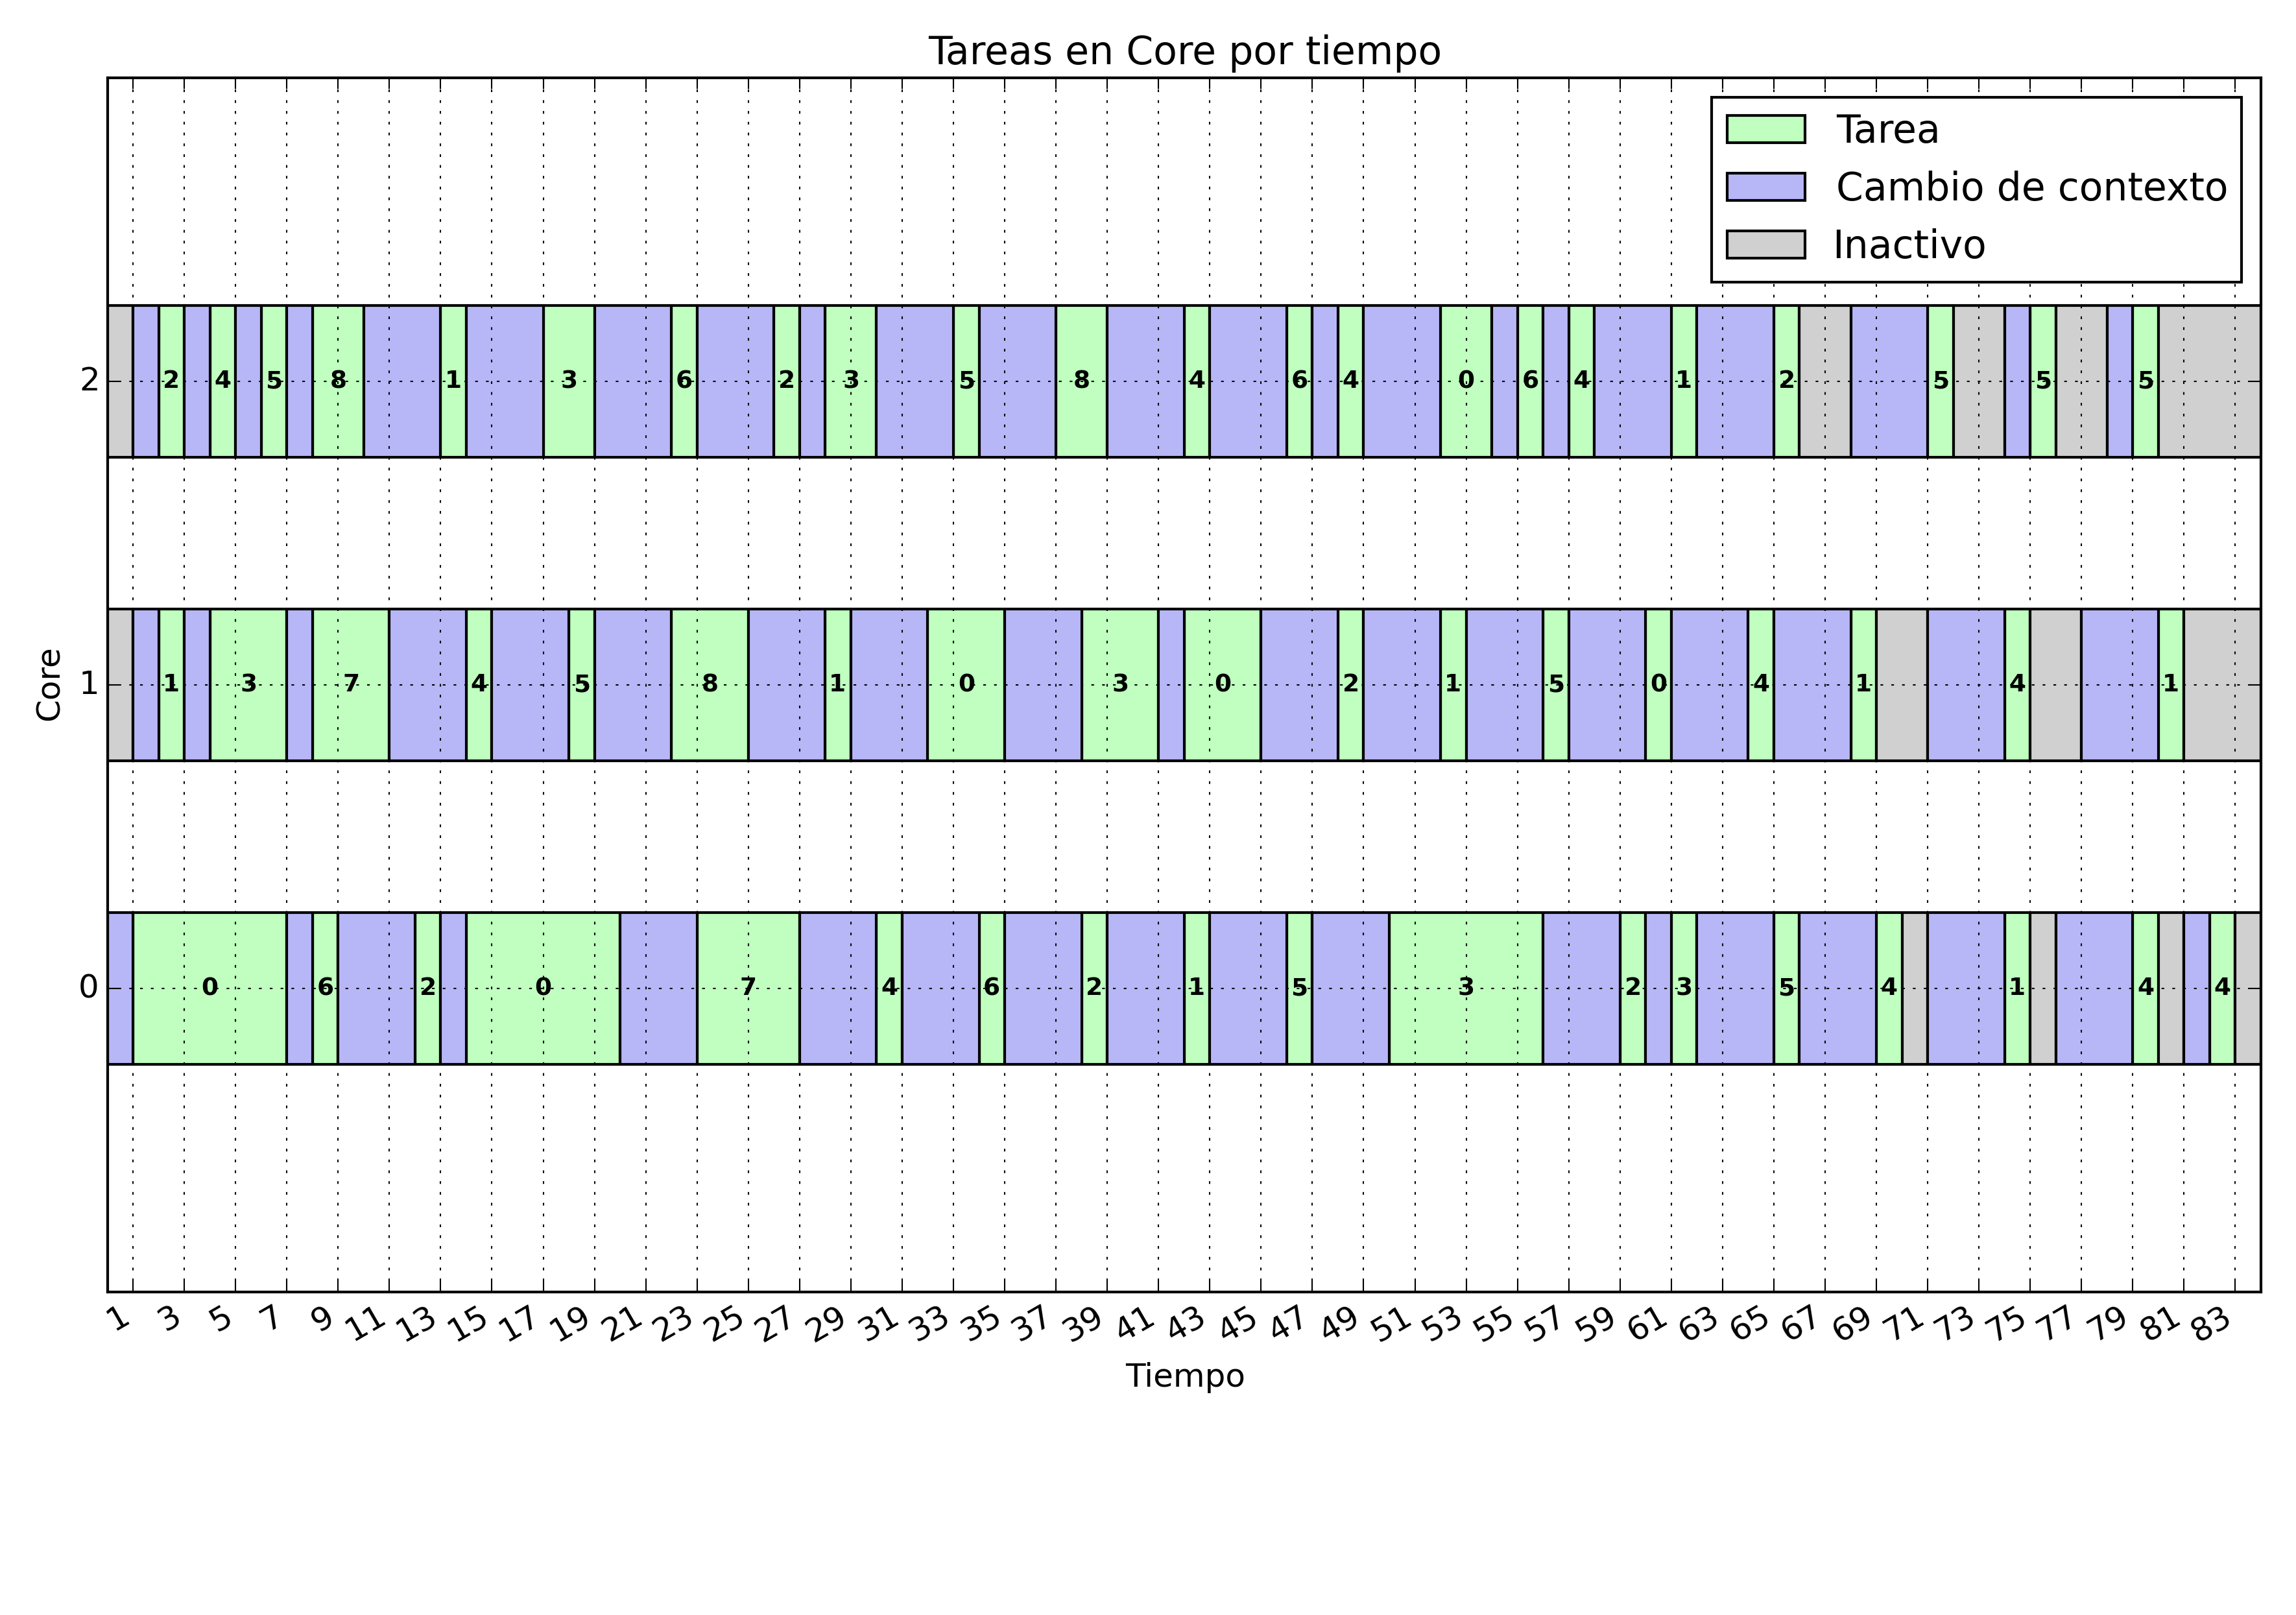 Tareas en Core por tiempo
Tarea
Cambio de contexto
Inactivo
2 2 4 5 8 1 3 6 2 3 5 8 4 6 4 0 6 4 1 2 5 5 5
Core
1 1 3 7 4 5 8 1 0 3 0 2 1 5 0 4 1 4 1
0 0 6 2 0 7 4 6 2 1 5 3 2 3 5 4 1 4 4
1 3 5 7 9 11 13 15 17 19 21 23 25 27 29 31 33 35 37 39 41 43 45 47 49 51 53 55 57 59 61 63 65 67 69 71 73 75 77 79 81 83
Tiempo